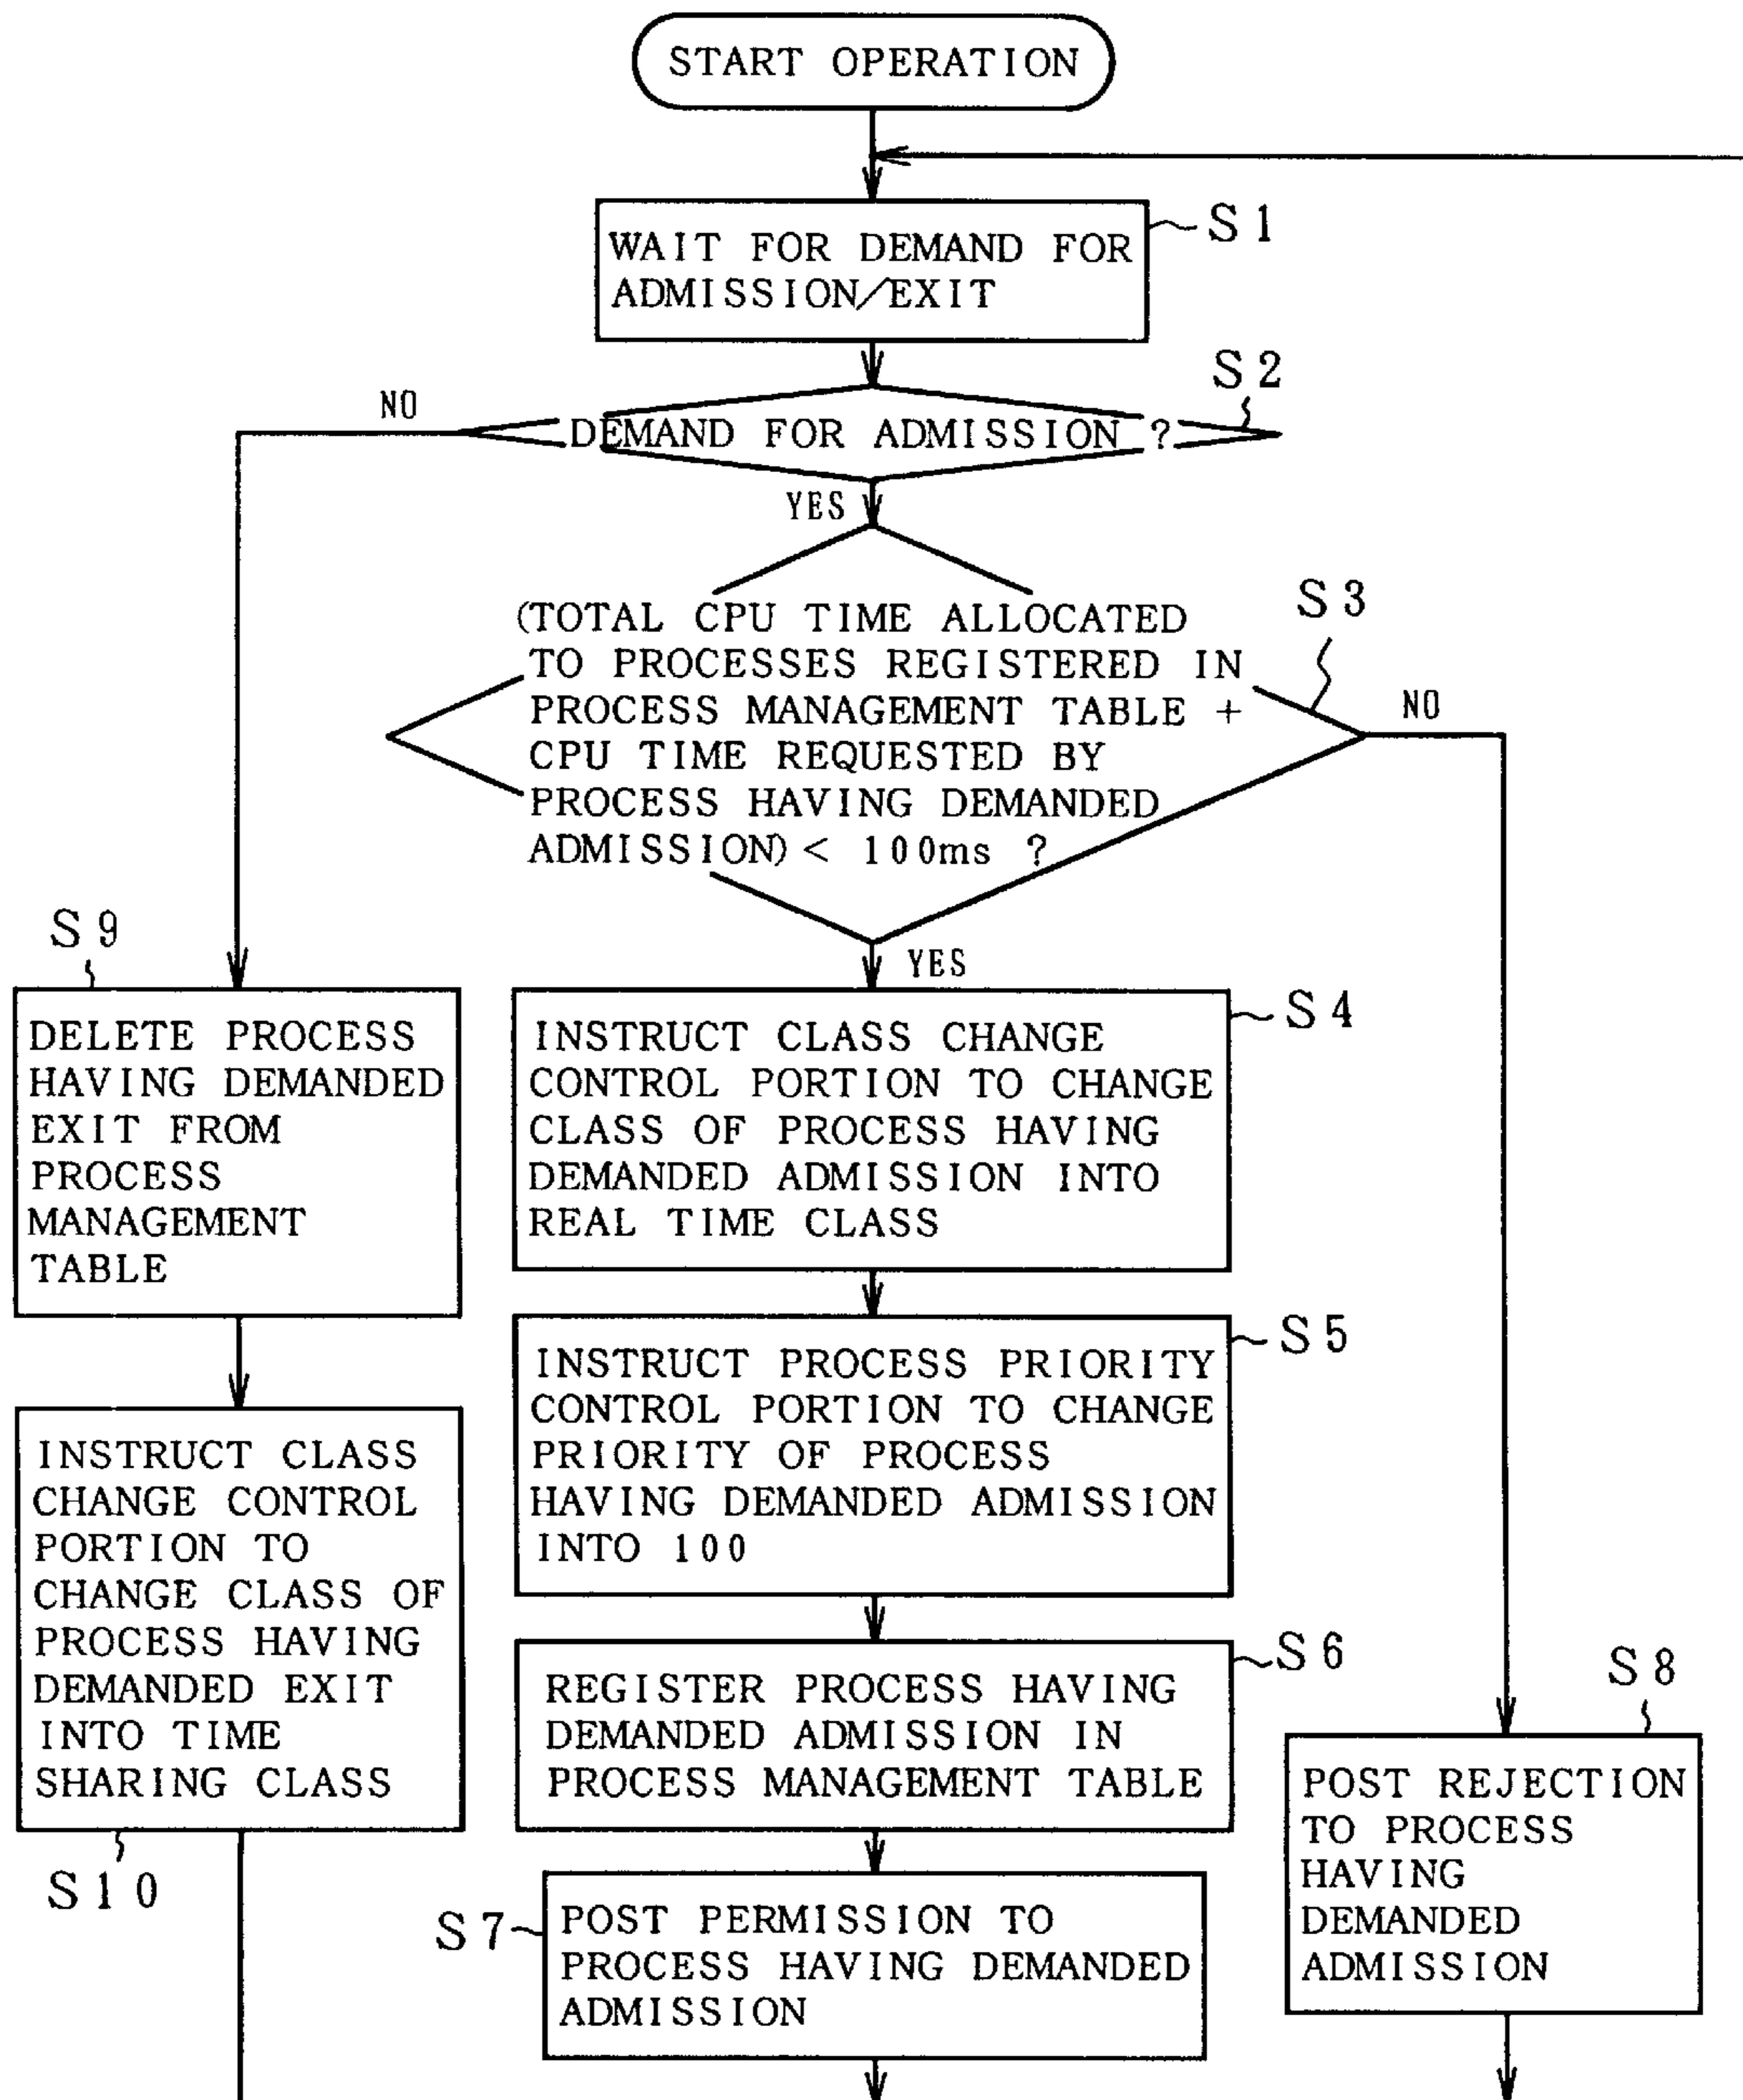 START OPERATION
S1
WAIT FOR DEMAND FOR
ADMISSION/EXIT
S2
NO
DEMAND FOR ADMISSION ?
YES
S3
(TOTAL CPU TIME ALLOCATED
TO PROCESSES REGISTERED IN
PROCESS MANAGEMENT TABLE +
CPU TIME REQUESTED BY
PROCESS HAVING DEMANDED
ADMISSION) < 100ms ?
NO
YES
S4
INSTRUCT CLASS CHANGE
CONTROL PORTION TO CHANGE
CLASS OF PROCESS HAVING
DEMANDED ADMISSION INTO
REAL TIME CLASS
S5
INSTRUCT PROCESS PRIORITY
CONTROL PORTION TO CHANGE
PRIORITY OF PROCESS
HAVING DEMANDED ADMISSION
INTO 100
S6
REGISTER PROCESS HAVING
DEMANDED ADMISSION IN
PROCESS MANAGEMENT TABLE
S7
POST PERMISSION TO
PROCESS HAVING DEMANDED
ADMISSION
S8
POST REJECTION
TO PROCESS
HAVING
DEMANDED
ADMISSION
S9
DELETE PROCESS
HAVING DEMANDED
EXIT FROM
PROCESS
MANAGEMENT
TABLE
INSTRUCT CLASS
CHANGE CONTROL
PORTION TO
CHANGE CLASS OF
PROCESS HAVING
DEMANDED EXIT
INTO TIME
SHARING CLASS
S10